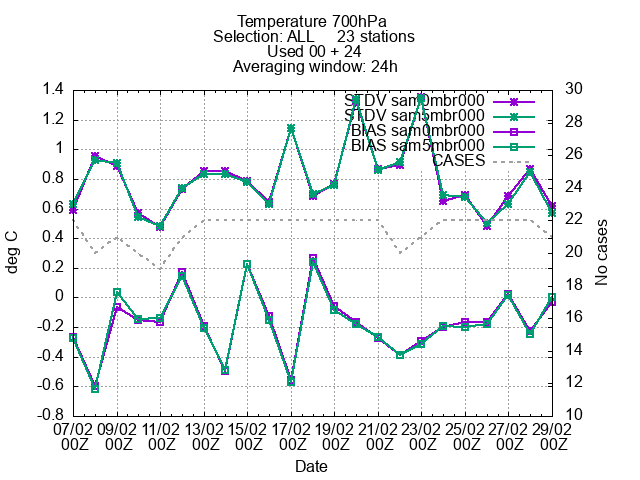 Temperature 700hPa
Selection: ALL 23 stations
Used 00 + 24
Averaging window: 24h
STDV sam0mbr000
STDV sam5mbr000
BIAS sam0mbr000
BIAS sam5mbr000
CASES
1.4
1.2
1
0.8
0.6
0.4
0.2
0
-0.2
-0.4
-0.6
-0.8
deg C
30
28
26
24
22
20
18
16
14
12
10
No cases
07/02 09/02 11/02 13/02 15/02 17/02 19/02 21/02 23/02 25/02 27/02 29/02
00Z 00Z 00Z 00Z 00Z 00Z 00Z 00Z 00Z 00Z 00Z 00Z
Date